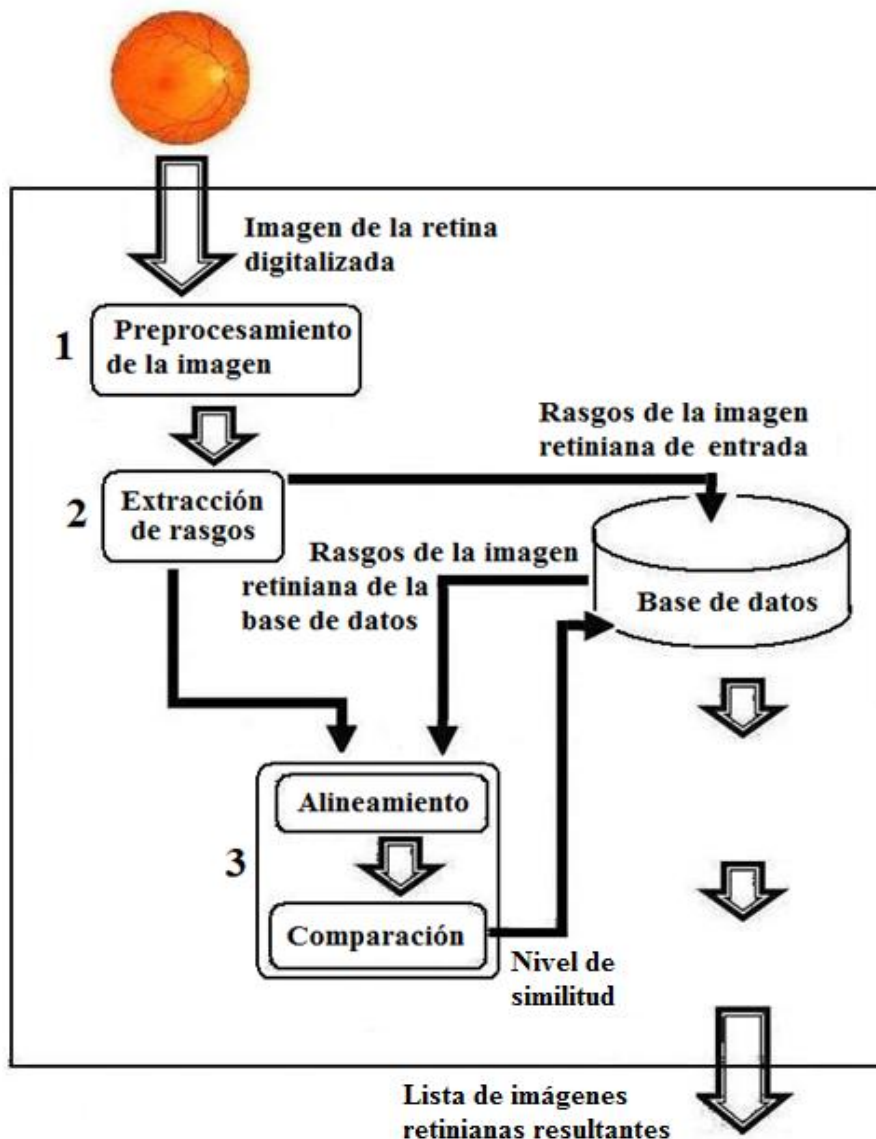 Imagen de la retina
digitalizada
1
Preprocesamiento
de la imagen
Rasgos de la imagen
retiniana de entrada
2
Extracción
de rasgos
Rasgos de la imagen
retiniana de la
base de datos
Base de datos
3
Alineamiento
Comparación
Nivel de
similitud
Lista de imágenes
retinianas resultantes